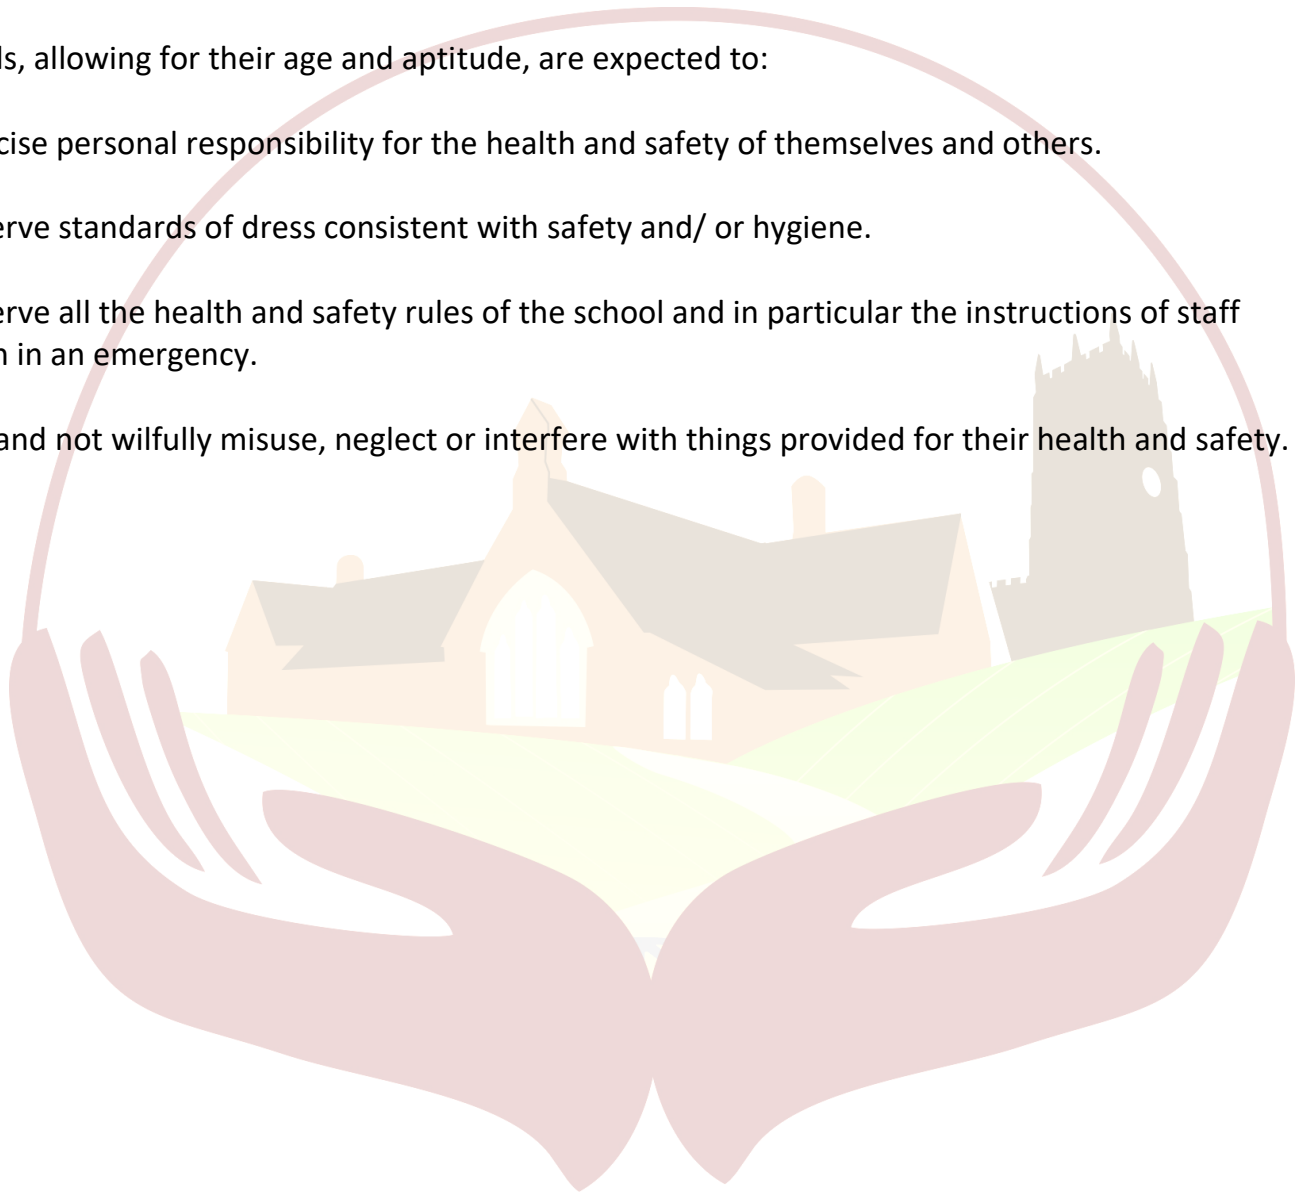 ls, allowing for their age and aptitude, are expected to:
cise personal responsibility for the health and safety of themselves and others.
erve standards of dress consistent with safety and/ or hygiene.
erve all the health and safety rules of the school and in particular the instructions of staff
n in an emergency.
and not wilfully misuse, neglect or interfere with things provided for their health and safety.